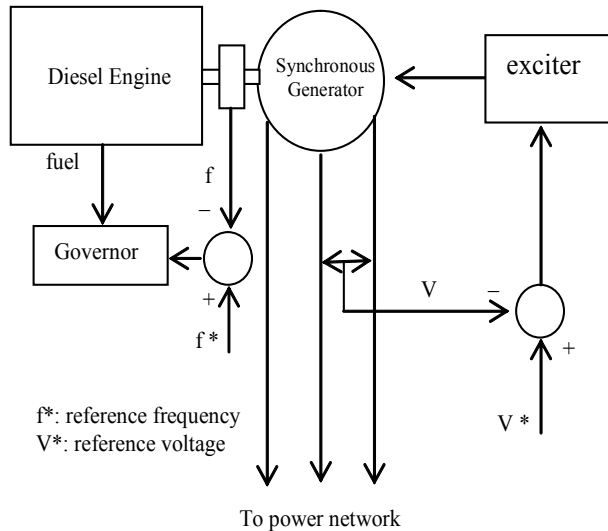 Diesel Engine
Synchronous
Generator
exciter
fuel
f
−
Governor
+
f *
V
−
+
V *
f*: reference frequency
V*: reference voltage
To power network